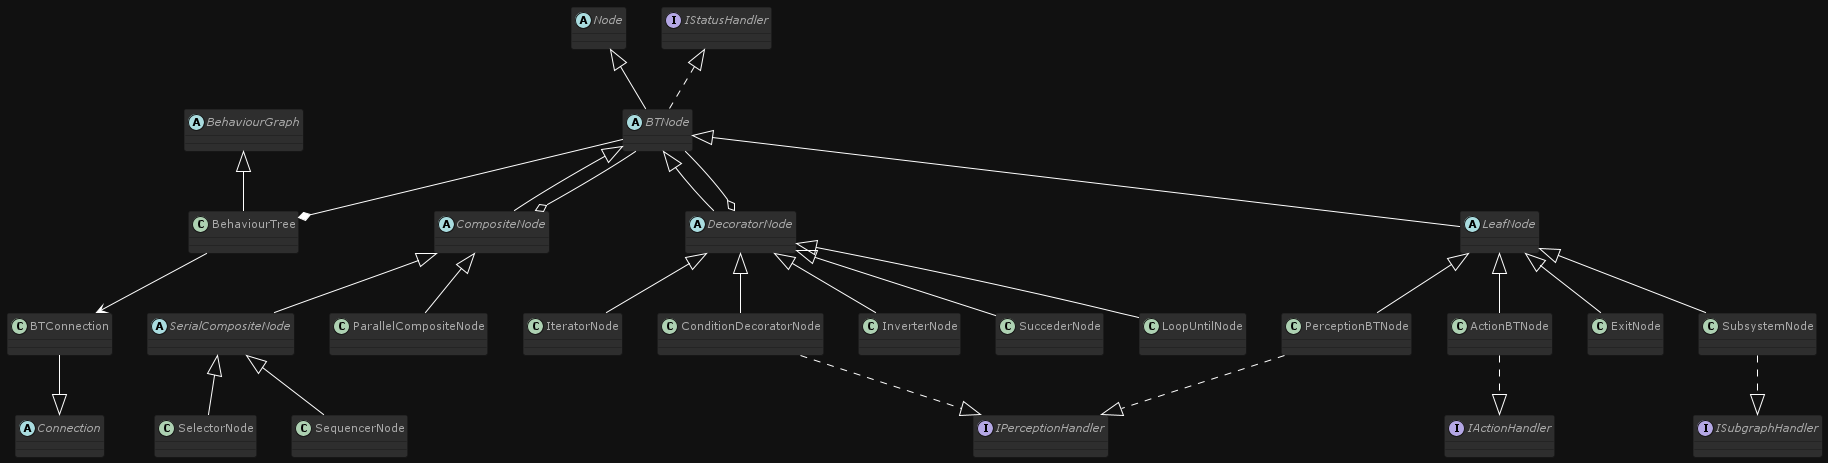 A Node
I IStatusHandler
A BehaviourGraph
A BTNode
C BehaviourTree
A CompositeNode
A DecoratorNode
A LeafNode
C BTConnection
A SerialCompositeNode
C ParallelCompositeNode
C IteratorNode
C ConditionDecoratorNode
C InverterNode
C SuccederNode
C LoopUntilNode
C PerceptionBTNode
C ActionBTNode
C ExitNode
C SubsystemNode
A Connection
C SelectorNode
C SequencerNode
I IPerceptionHandler
I IActionHandler
I ISubgraphHandler